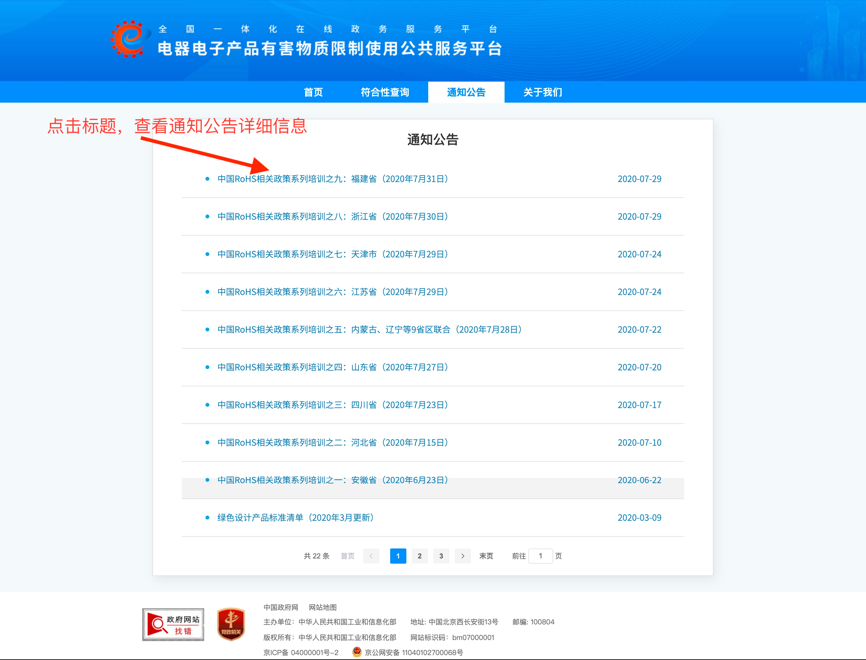 全国一体化在线政务服务平台
电器电子产品有害物质限制使用公共服务平台
首页 符合性查询 通知公告 关于我们
点击标题，查看通知公告详细信息
通知公告
中国RoHS相关政策系列培训之九：福建省（2020年7月31日） 2020-07-29
中国RoHS相关政策系列培训之八：浙江省（2020年7月30日） 2020-07-29
中国RoHS相关政策系列培训之七：天津市（2020年7月29日） 2020-07-24
中国RoHS相关政策系列培训之六：江苏省（2020年7月29日） 2020-07-24
中国RoHS相关政策系列培训之五：内蒙古、辽宁等9省区联合（2020年7月28日） 2020-07-22
中国RoHS相关政策系列培训之四：山东省（2020年7月27日） 2020-07-20
中国RoHS相关政策系列培训之三：四川省（2020年7月23日） 2020-07-17
中国RoHS相关政策系列培训之二：河北省（2020年7月15日） 2020-07-10
中国RoHS相关政策系列培训之一：安徽省（2020年6月23日） 2020-06-22
绿色设计产品标准清单（2020年3月更新） 2020-03-09
共 22 条 首页 < 1 2 3 > 末页 前往 1 页
中国政府网 网站地图
政府网站
找错
党政机关
主办单位：中华人民共和国工业和信息化部 地址: 中国北京西长安街13号 邮编: 100804
版权所有：中华人民共和国工业和信息化部 网站标识码：bm07000001
京ICP备 04000001号-2 京公网安备 11040102700068号